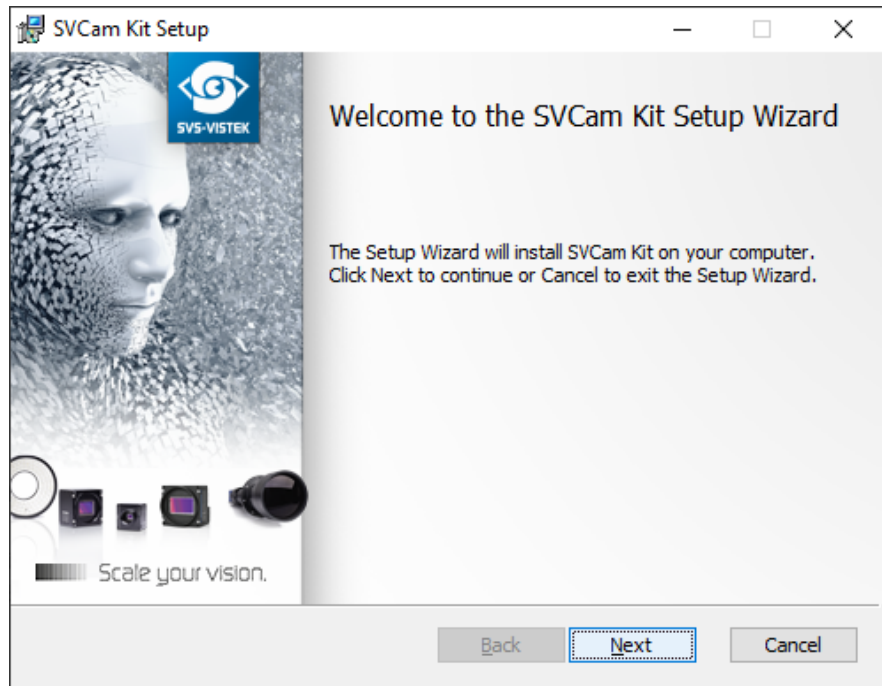 SVCam Kit Setup
SVS-VISTEK
Welcome to the SVCam Kit Setup Wizard
The Setup Wizard will install SVCam Kit on your computer.
Click Next to continue or Cancel to exit the Setup Wizard.
Scale your vision.
Back
Next
Cancel